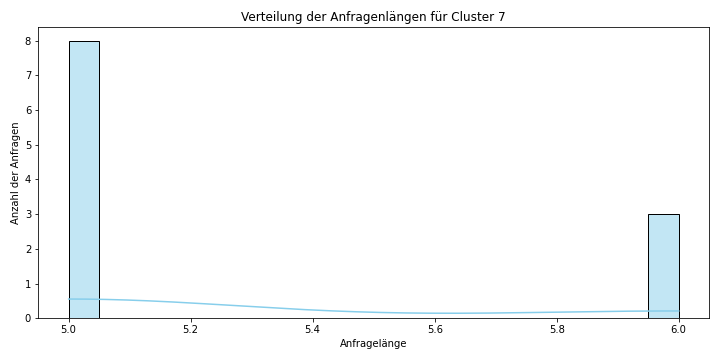 Verteilung der Anfragenlängen für Cluster 7
Anzahl der Anfragen
8
7
6
5
4
3
2
1
0
5.0 5.2 5.4 5.6 5.8 6.0
Anfragelänge